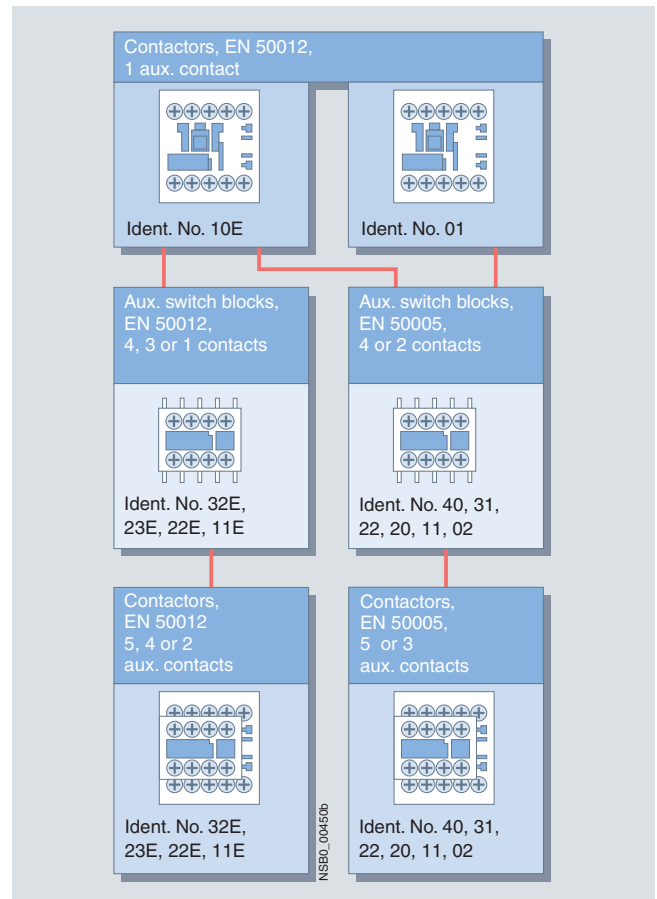 Contactors, EN 50012,
1 aux. contact
Ident. No. 10E
Ident. No. 01
Aux. switch blocks,
EN 50012,
4, 3 or 1 contacts
Aux. switch blocks,
EN 50005,
4 or 2 contacts
Ident. No. 32E,
23E, 22E, 11E
Ident. No. 40, 31,
22, 20, 11, 02
Contactors,
EN 50012
5, 4 or 2
aux. contacts
Contactors,
EN 50005,
5 or 3
aux. contacts
Ident. No. 32E,
23E, 22E, 11E
NSB0_00450b
Ident. No. 40, 31,
22, 20, 11, 02